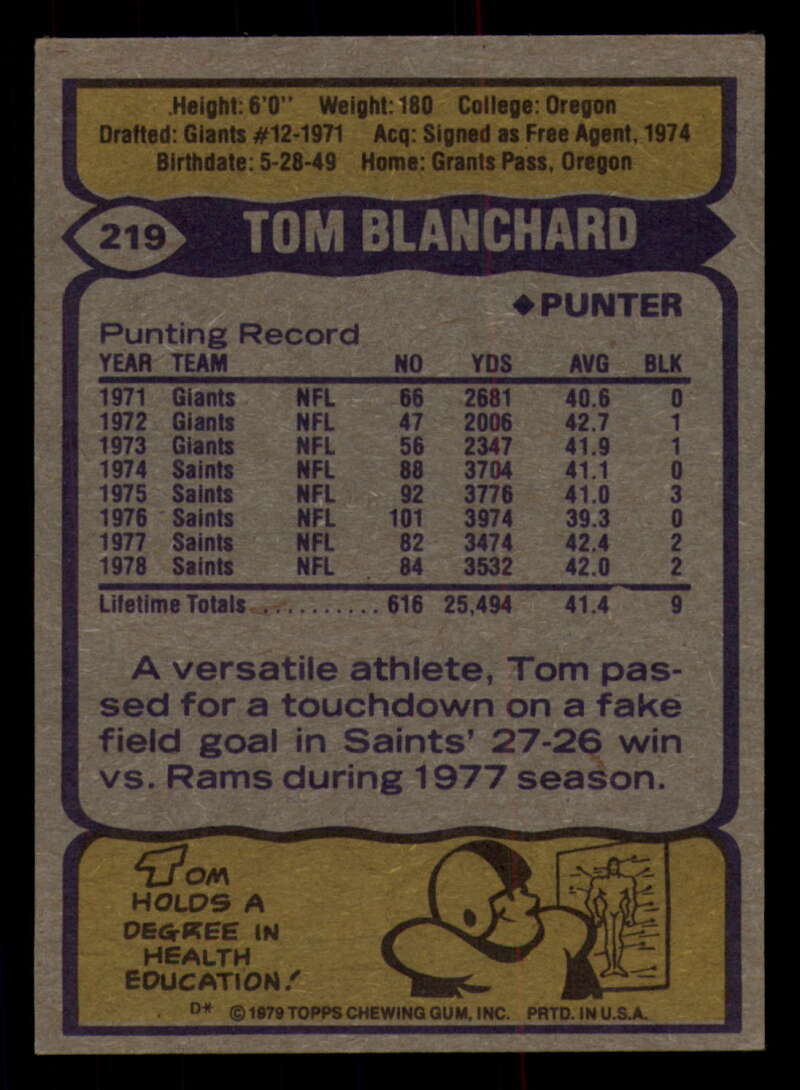 Height: 6'0" Weight: 180 College: Oregon
Drafted: Giants #12-1971 Acq: Signed as Free Agent, 1974
Birthdate: 5-28-49 Home: Grants Pass, Oregon
219 TOM BLANCHARD
◆PUNTER
Punting Record
YEAR TEAM NO YDS AVG BLK
1971 Giants NFL 66 2681 40.6 0
1972 Giants NFL 47 2006 42.7 1
1973 Giants NFL 56 2347 41.9 1
1974 Saints NFL 88 3704 41.1 0
1975 Saints NFL 92 3776 41.0 3
1976 Saints NFL 101 3974 39.3 0
1977 Saints NFL 82 3474 42.4 2
1978 Saints NFL 84 3532 42.0 2
Lifetime Totals ........... 616 25,494 41.4 9
A versatile athlete, Tom pas-
sed for a touchdown on a fake
field goal in Saints' 27-26 win
vs. Rams during 1977 season.
TOM
HOLDS A
DEGREE IN
HEALTH
EDUCATION!
D* © 1979 TOPPS CHEWING GUM, INC. PRTD. IN U.S.A.